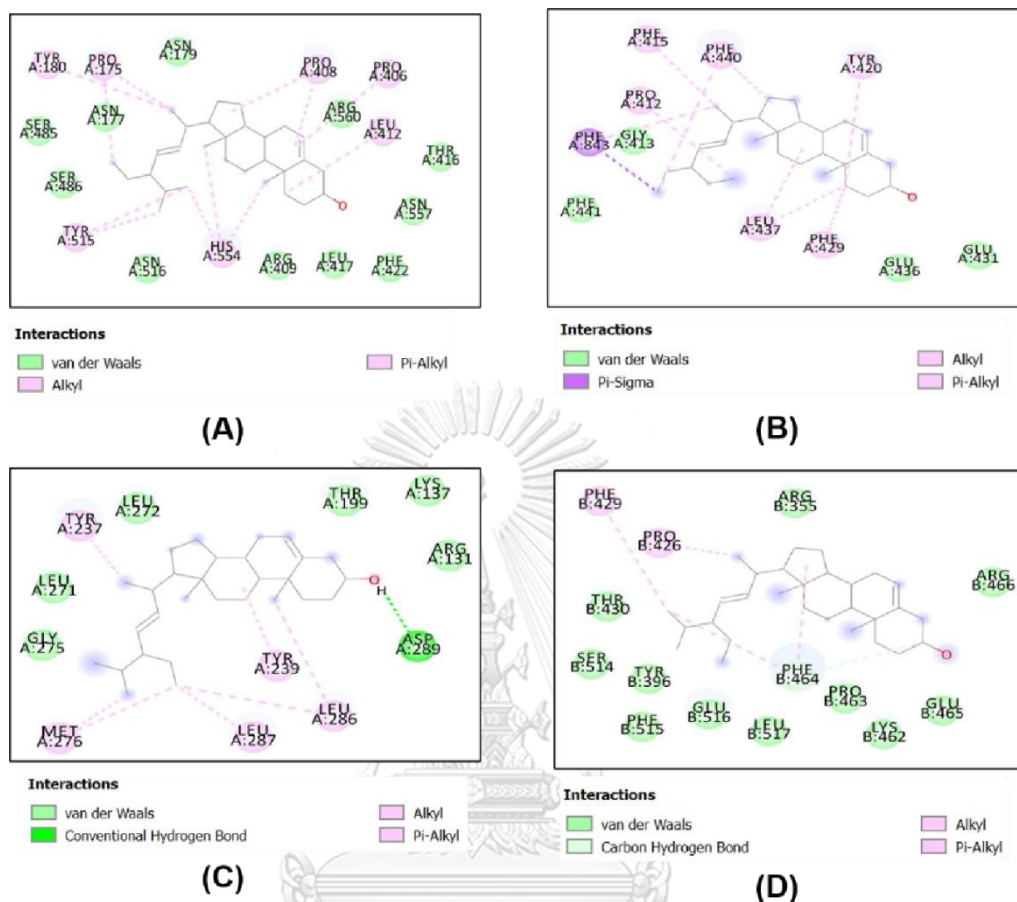 ASN
A:179
TYR
A:180
PRO
A:175
PRO
A:408
PRO
A:406
ASN
A:177
ARG
A:560
SER
A:485
LEU
A:412
THR
A:416
SER
A:486
ASN
A:557
TYR
A:515
HIS
A:554
ASN
A:516
ARG
A:409
LEU
A:417
PHE
A:422
O
Interactions
van der Waals
Alkyl
Pi-Alkyl
(A)
PHE
A:415
PHE
A:440
TYR
A:420
PRO
A:412
PHE
A:843
GLY
A:413
PHE
A:441
LEU
A:437
PHE
A:429
GLU
A:436
GLU
A:431
O
Interactions
van der Waals
Pi-Sigma
Alkyl
Pi-Alkyl
(B)
LEU
A:272
THR
A:199
LYS
A:137
TYR
A:237
ARG
A:131
LEU
A:271
GLY
A:275
O
H
ASP
A:289
TYR
A:239
LEU
A:286
MET
A:276
LEU
A:287
Interactions
van der Waals
Conventional Hydrogen Bond
Alkyl
Pi-Alkyl
(C)
PHE
B:429
ARG
B:355
PRO
B:426
ARG
B:466
THR
B:430
SER
B:514
TYR
B:396
PHE
B:464
PRO
B:463
GLU
B:465
PHE
B:515
GLU
B:516
LEU
B:517
LYS
B:462
O
Interactions
van der Waals
Carbon Hydrogen Bond
Alkyl
Pi-Alkyl
(D)